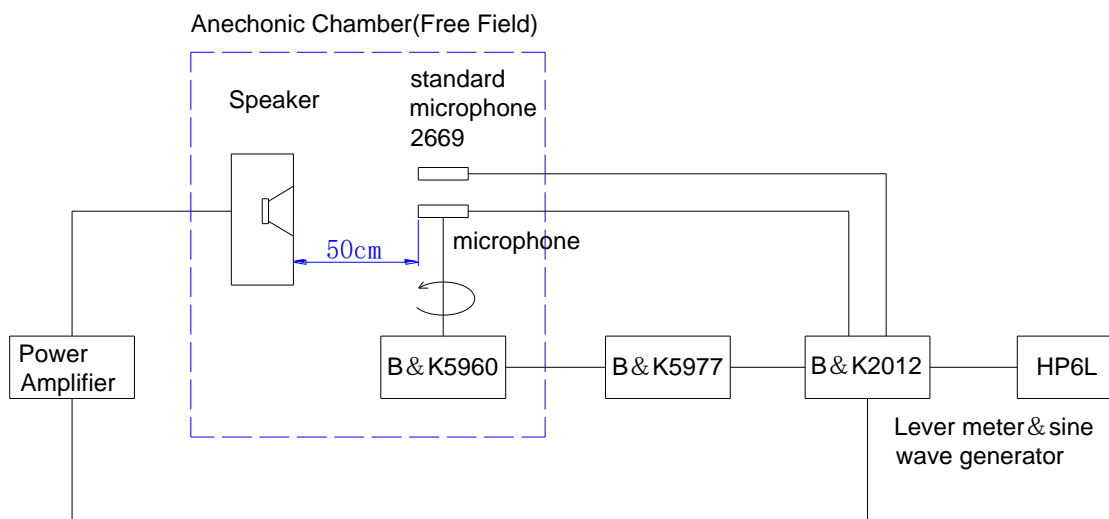 Anechonic Chamber(Free Field)
Speaker
standard
microphone
2669
50cm
microphone
Power
Amplifier
B&K5960
B&K5977
B&K2012
HP6L
Lever meter&sine
wave generator